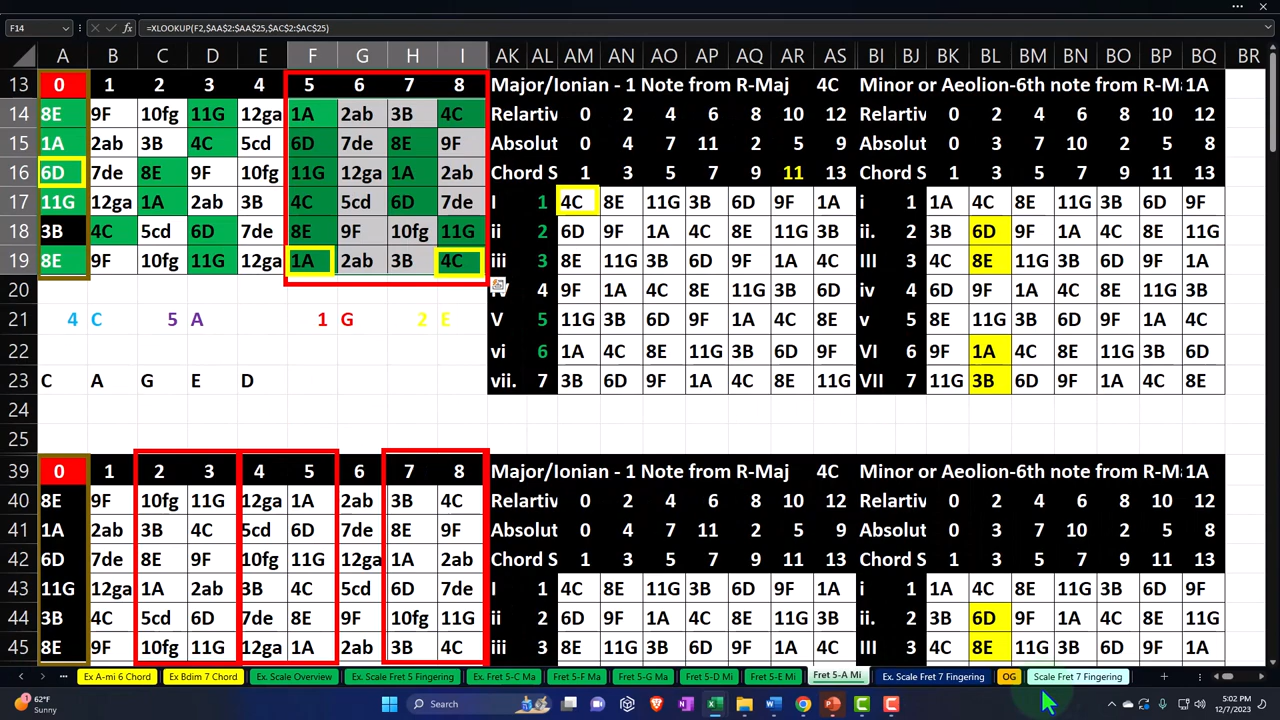 F14 fx =XLOOKUP(F2,$AA$2:$AA$25,$AC$2:$AC$25)
A B C D E F G H I AK AL AM AN AO AP AQ AR AS BI BJ BK BL BM BN BO BP BQ BR
13 0 1 2 3 4 5 6 7 8 Major/Ionian - 1 Note from R-Maj 4C Minor or Aeolion-6th note from R-Ma 1A
14 8E 9F 10fg 11G 12ga 1A 2ab 3B 4C Relartiv 0 2 4 6 8 10 12 Relartiv 0 2 4 6 8 10 12
15 1A 2ab 3B 4C 5cd 6D 7de 8E 9F Absolut 0 4 7 11 2 5 9 Absolut 0 3 7 10 2 5 8
16 6D 7de 8E 9F 10fg 11G 12ga 1A 2ab Chord S 1 3 5 7 9 11 13 Chord S 1 3 5 7 9 11 13
17 11G 12ga 1A 2ab 3B 4C 5cd 6D 7de I 1 4C 8E 11G 3B 6D 9F 1A i 1 1A 4C 8E 11G 3B 6D 9F
18 3B 4C 5cd 6D 7de 8E 9F 10fg 11G ii 2 6D 9F 1A 4C 8E 11G 3B ii. 2 3B 6D 9F 1A 4C 8E 11G
19 8E 9F 10fg 11G 12ga 1A 2ab 3B 4C iii 3 8E 11G 3B 6D 9F 1A 4C III 3 4C 8E 11G 3B 6D 9F 1A
20 4 9F 1A 4C 8E 11G 3B 6D iv 4 6D 9F 1A 4C 8E 11G 3B
21 4 C 5 A 1 G 2 E V 5 11G 3B 6D 9F 1A 4C 8E v 5 8E 11G 3B 6D 9F 1A 4C
22 vi 6 1A 4C 8E 11G 3B 6D 9F VI 6 9F 1A 4C 8E 11G 3B 6D
23 C A G E D vii. 7 3B 6D 9F 1A 4C 8E 11G VII 7 11G 3B 6D 9F 1A 4C 8E
24
25
39 0 1 2 3 4 5 6 7 8 Major/Ionian - 1 Note from R-Maj 4C Minor or Aeolion-6th note from R-Ma 1A
40 8E 9F 10fg 11G 12ga 1A 2ab 3B 4C Relartiv 0 2 4 6 8 10 12 Relartiv 0 2 4 6 8 10 12
41 1A 2ab 3B 4C 5cd 6D 7de 8E 9F Absolut 0 4 7 11 2 5 9 Absolut 0 3 7 10 2 5 8
42 6D 7de 8E 9F 10fg 11G 12ga 1A 2ab Chord S 1 3 5 7 9 11 13 Chord S 1 3 5 7 9 11 13
43 11G 12ga 1A 2ab 3B 4C 5cd 6D 7de I 1 4C 8E 11G 3B 6D 9F 1A i 1 1A 4C 8E 11G 3B 6D 9F
44 3B 4C 5cd 6D 7de 8E 9F 10fg 11G ii 2 6D 9F 1A 4C 8E 11G 3B ii. 2 3B 6D 9F 1A 4C 8E 11G
45 8E 9F 10fg 11G 12ga 1A 2ab 3B 4C iii 3 8E 11G 3B 6D 9F 1A 4C III 3 4C 8E 11G 3B 6D 9F 1A
Ex A-mi 6 Chord Ex Bdim 7 Chord Ex. Scale Overview Ex. Scale Fret 5 Fingering Ex. Fret 5-C Ma Fret 5-F Ma Fret 5-G Ma Fret 5-D Mi Fret 5-E Mi Fret 5-A Mi Ex. Scale Fret 7 Fingering OG Scale Fret 7 Fingering
62°F
Sunny
Search
5:02 PM
12/7/2023